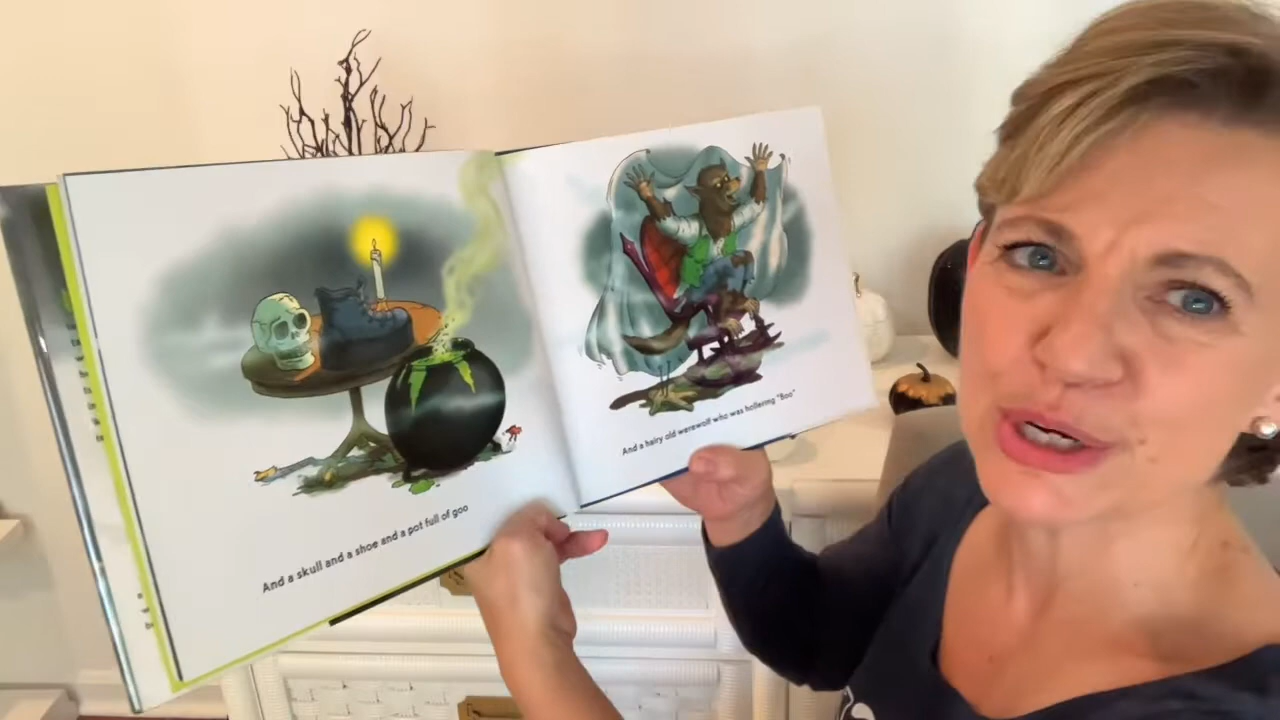 And a skull and a shoe and a pot full of goo
And a hairy old werewolf who was hollering "Boo"